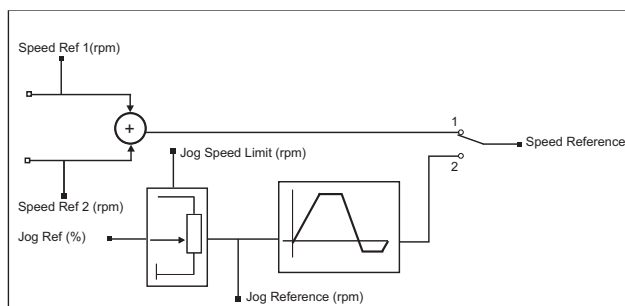 Speed Ref 1(rpm)
+
1
Speed Reference
2
Jog Speed Limit (rpm)
Speed Ref 2 (rpm)
Jog Ref (%)
Jog Reference (rpm)